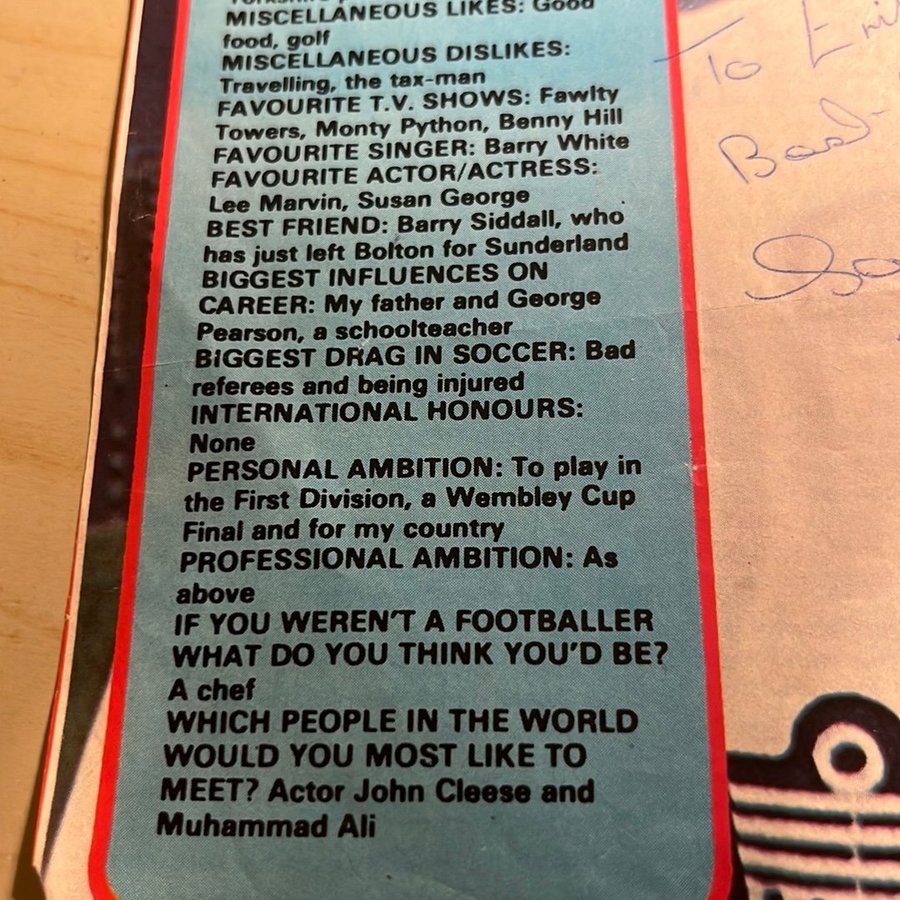 MISCELLANEOUS LIKES: Good
food, golf
MISCELLANEOUS DISLIKES:
Travelling, the tax-man
FAVOURITE T.V. SHOWS: Fawlty
Towers, Monty Python, Benny Hill
FAVOURITE SINGER: Barry White
FAVOURITE ACTOR/ACTRESS:
Lee Marvin, Susan George
BEST FRIEND: Barry Siddall, who
has just left Bolton for Sunderland
BIGGEST INFLUENCES ON
CAREER: My father and George
Pearson, a schoolteacher
BIGGEST DRAG IN SOCCER: Bad
referees and being injured
INTERNATIONAL HONOURS:
None
PERSONAL AMBITION: To play in
the First Division, a Wembley Cup
Final and for my country
PROFESSIONAL AMBITION: As
above
IF YOU WEREN'T A FOOTBALLER
WHAT DO YOU THINK YOU'D BE?
A chef
WHICH PEOPLE IN THE WORLD
WOULD YOU MOST LIKE TO
MEET? Actor John Cleese and
Muhammad Ali
To